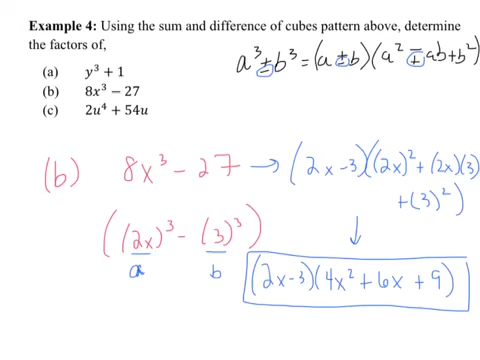 Example 4: Using the sum and difference of cubes pattern above, determine
the factors of,
a³ ± b³ = (a ± b)(a² ∓ ab + b²)
(a) y³ + 1
(b) 8x³ − 27
(c) 2u⁴ + 54u
(b) 8x³ − 27 → (2x − 3)((2x)² + (2x)(3)
+ (3)²)
((2x)³ − (3)³) ↓
a b (2x − 3)(4x² + 6x + 9)